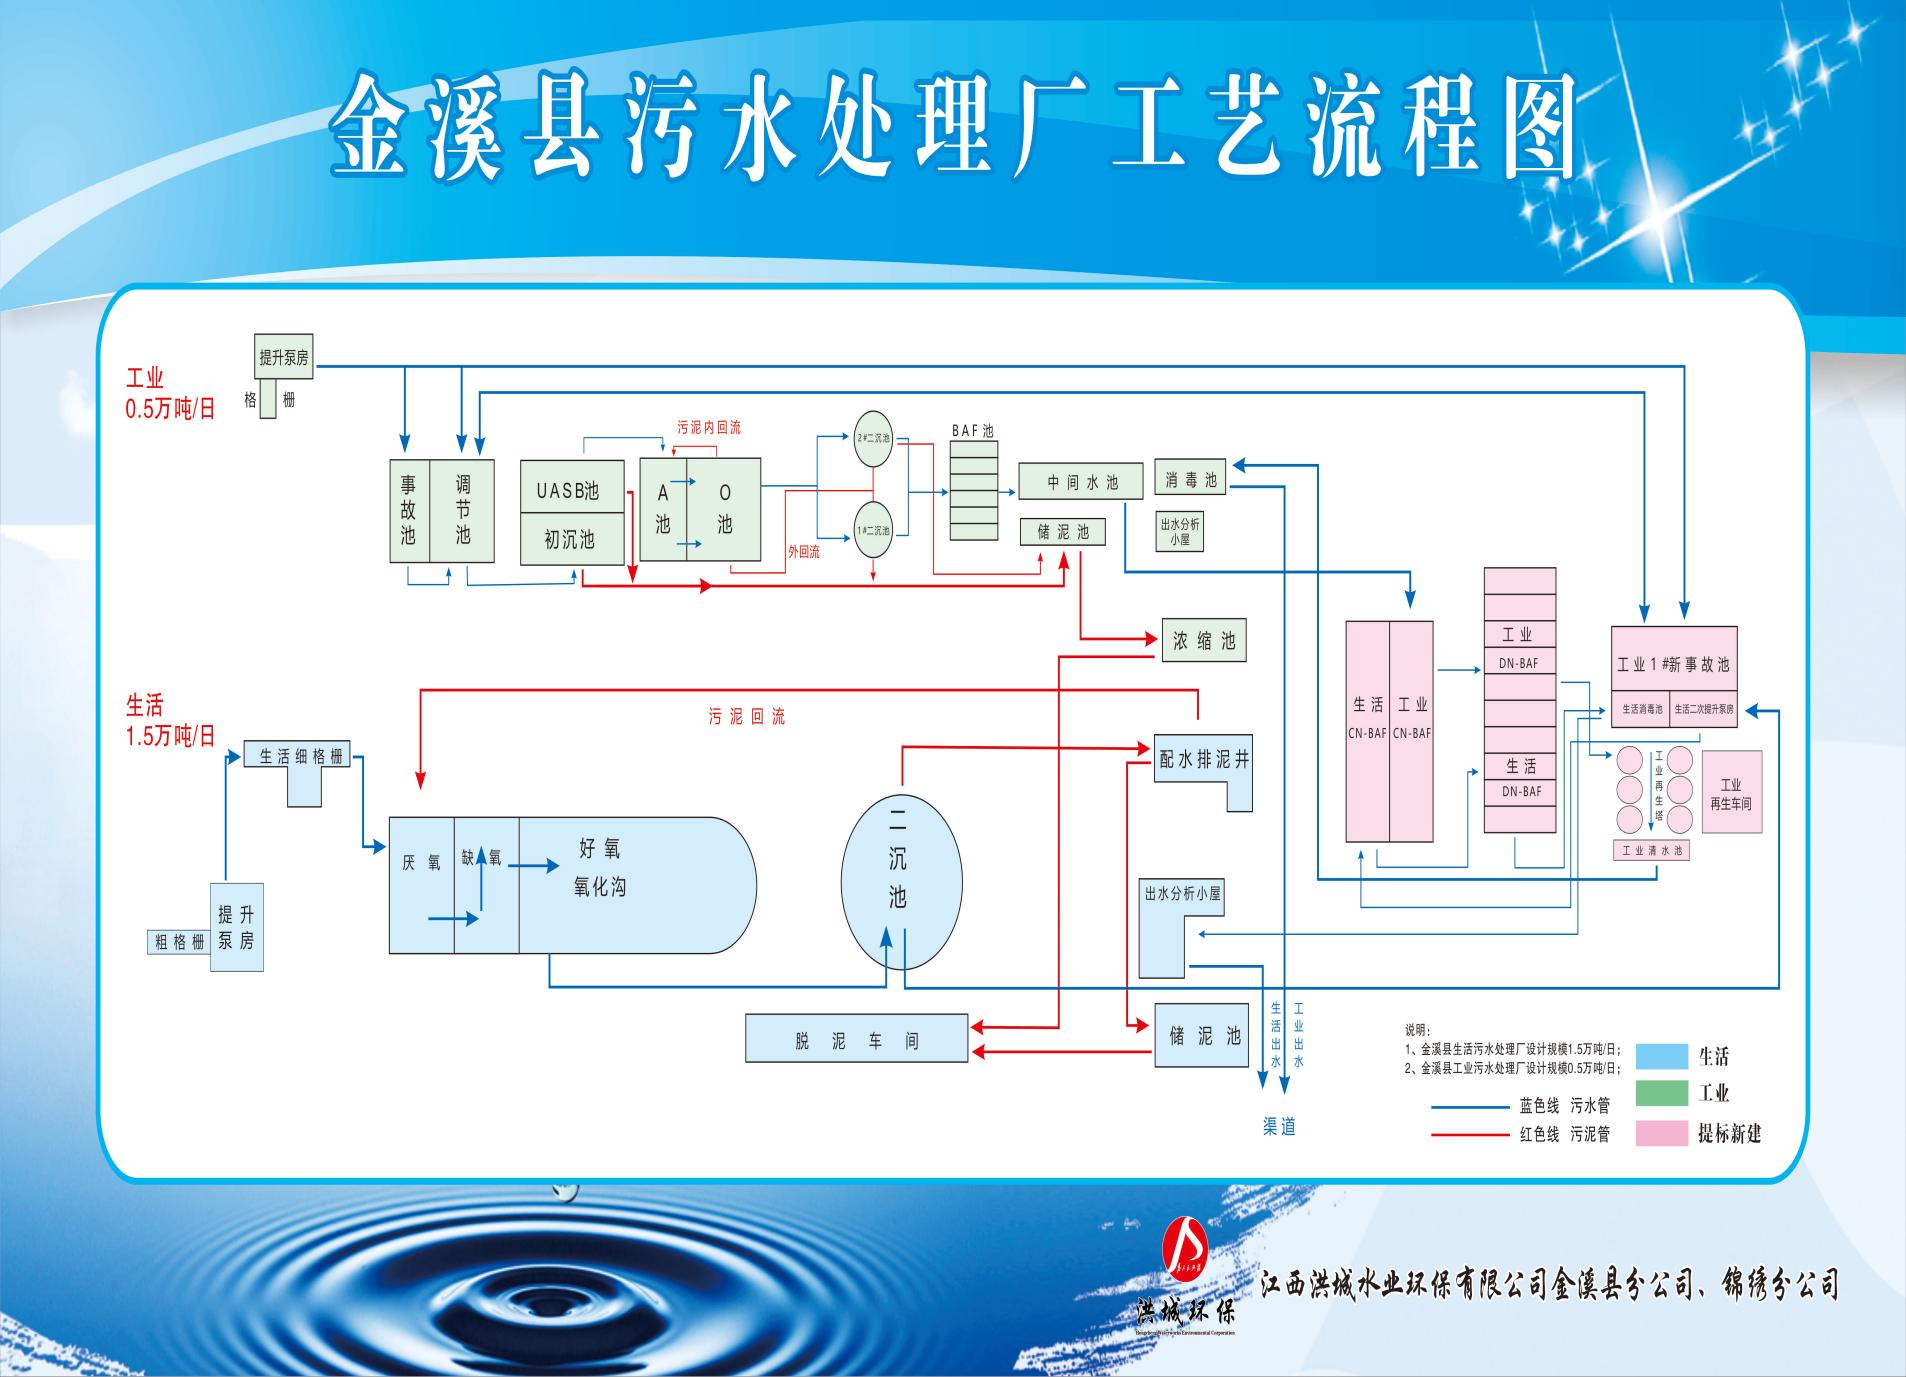 金溪县污水处理厂工艺流程图
工业
0.5万吨/日
提升泵房
格 栅
事故池
调节池
UASB池
初沉池
污泥内回流
A池
O池
外回流
2#二沉池
1#二沉池
BAF池
中间水池
储泥池
消毒池
出水分析
小屋
浓缩池
生活
CN-BAF
工业
CN-BAF
工业
DN-BAF
生活
DN-BAF
工业1#新事故池
生活消毒池
生活二次提升泵房
工业再生塔
工业
再生车间
工业清水池
生活
1.5万吨/日
生活细格栅
提升
泵房
粗格栅
污泥回流
厌氧
缺氧
好氧
氧化沟
二沉池
配水排泥井
出水分析小屋
脱泥车间
储泥池
生活出水
工业出水
渠道
说明：
1、金溪县生活污水处理厂设计规模1.5万吨/日；
2、金溪县工业污水处理厂设计规模0.5万吨/日；
蓝色线 污水管
红色线 污泥管
生活
工业
提标新建
洪城环保
Hongcheng Waterworks Environmental Corporation
江西洪城水业环保有限公司金溪县分公司、锦绣分公司